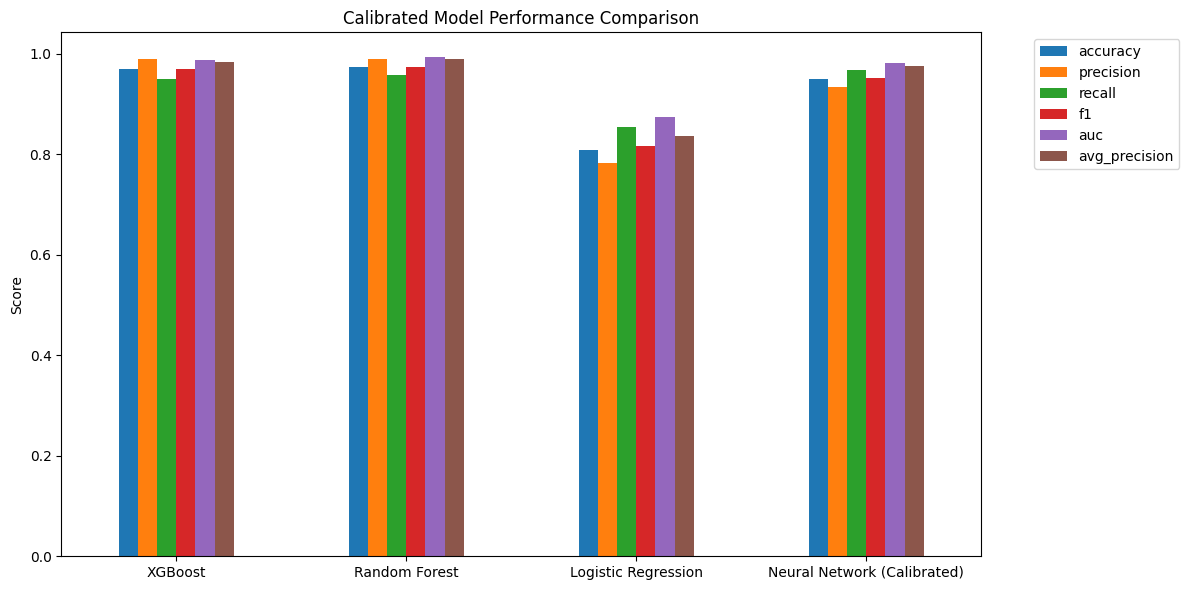 Calibrated Model Performance Comparison
1.0
0.8
0.6
0.4
0.2
0.0
Score
XGBoost
Random Forest
Logistic Regression
Neural Network (Calibrated)
accuracy
precision
recall
f1
auc
avg_precision